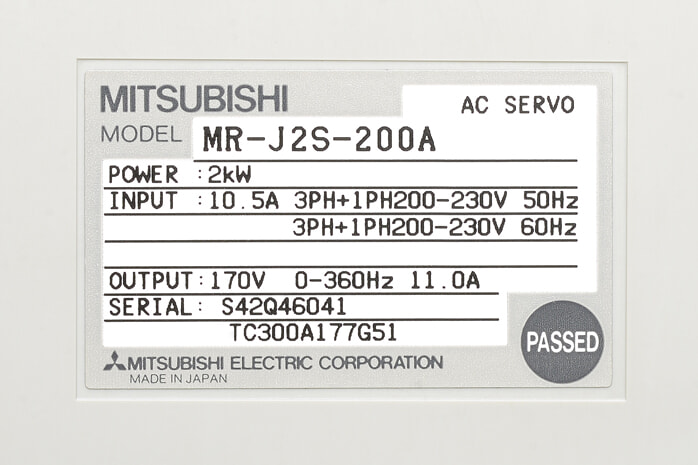 MITSUBISHI
AC SERVO
MODEL MR-J2S-200A
POWER :2kW
INPUT :10.5A 3PH+1PH200-230V 50Hz
3PH+1PH200-230V 60Hz
OUTPUT:170V 0-360Hz 11.0A
SERIAL: S42Q46041
TC300A177G51
PASSED
MITSUBISHI ELECTRIC CORPORATION
MADE IN JAPAN